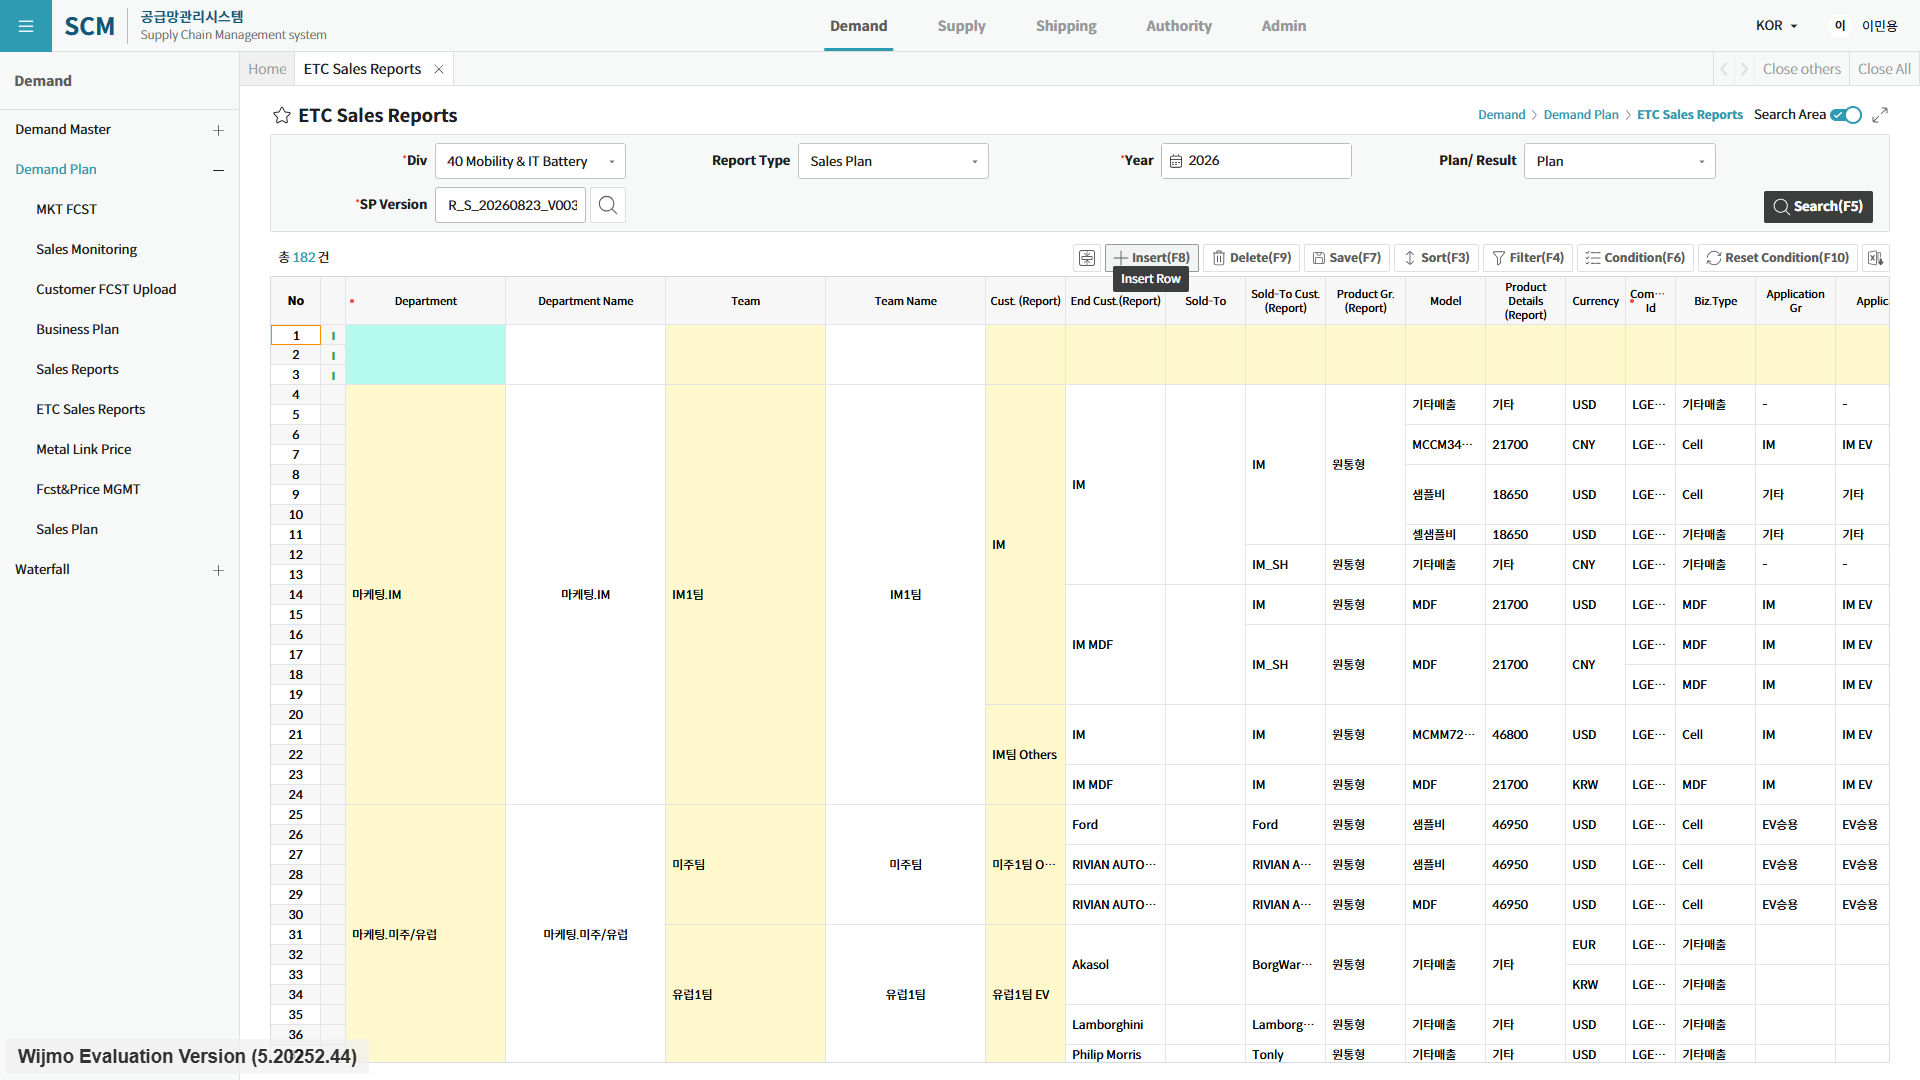 SCM
공급망관리시스템
Supply Chain Management system
Demand
Supply
Shipping
Authority
Admin
KOR
이
이민용
Demand
Home
ETC Sales Reports
Close others
Close All
Demand Master
Demand Plan
MKT FCST
Sales Monitoring
Customer FCST Upload
Business Plan
Sales Reports
ETC Sales Reports
Metal Link Price
Fcst&Price MGMT
Sales Plan
Waterfall
ETC Sales Reports
Demand > Demand Plan > ETC Sales Reports
Search Area
*Div
40 Mobility & IT Battery
Report Type
Sales Plan
*Year
2026
Plan/ Result
Plan
*SP Version
R_S_20260823_V003
Search(F5)
총 182 건
Insert(F8)
Delete(F9)
Save(F7)
Sort(F3)
Filter(F4)
Condition(F6)
Reset Condition(F10)
Insert Row
No
Department
Department Name
Team
Team Name
Cust. (Report)
End Cust.(Report)
Sold-To
Sold-To Cust. (Report)
Product Gr. (Report)
Model
Product Details (Report)
Currency
Com··· Id
Biz.Type
Application Gr
Applic
1 I
2 I
3 I
4
5
6
7
8
9
10
11
12
13
14
15
16
17
18
19
20
21
22
23
24
25
26
27
28
29
30
31
32
33
34
35
36
마케팅.IM
마케팅.IM
IM1팀
IM1팀
IM
IM
IM
원통형
기타매출 기타 USD LGE··· 기타매출 - -
MCCM34··· 21700 CNY LGE··· Cell IM IM EV
샘플비 18650 USD LGE··· Cell 기타 기타
셀샘플비 18650 USD LGE··· 기타매출 기타 기타
IM_SH 원통형 기타매출 기타 CNY LGE··· 기타매출 - -
IM MDF
IM 원통형 MDF 21700 USD LGE··· MDF IM IM EV
IM_SH 원통형 MDF 21700 CNY
LGE··· MDF IM IM EV
LGE··· MDF IM IM EV
IM팀 Others
IM IM 원통형 MCMM72··· 46800 USD LGE··· Cell IM IM EV
IM MDF IM 원통형 MDF 21700 KRW LGE··· MDF IM IM EV
마케팅.미주/유럽
마케팅.미주/유럽
미주팀
미주팀
미주1팀 O···
Ford Ford 원통형 샘플비 46950 USD LGE··· Cell EV승용 EV승용
RIVIAN AUTO··· RIVIAN A··· 원통형 샘플비 46950 USD LGE··· Cell EV승용 EV승용
RIVIAN AUTO··· RIVIAN A··· 원통형 MDF 46950 USD LGE··· Cell EV승용 EV승용
유럽1팀
유럽1팀
유럽1팀 EV
Akasol BorgWar··· 원통형 기타매출 기타
EUR LGE··· 기타매출
KRW LGE··· 기타매출
Lamborghini Lamborg··· 원통형 기타매출 기타 USD LGE··· 기타매출
Philip Morris Tonly 원통형 기타매출 기타 USD LGE··· 기타매출
Wijmo Evaluation Version (5.20252.44)